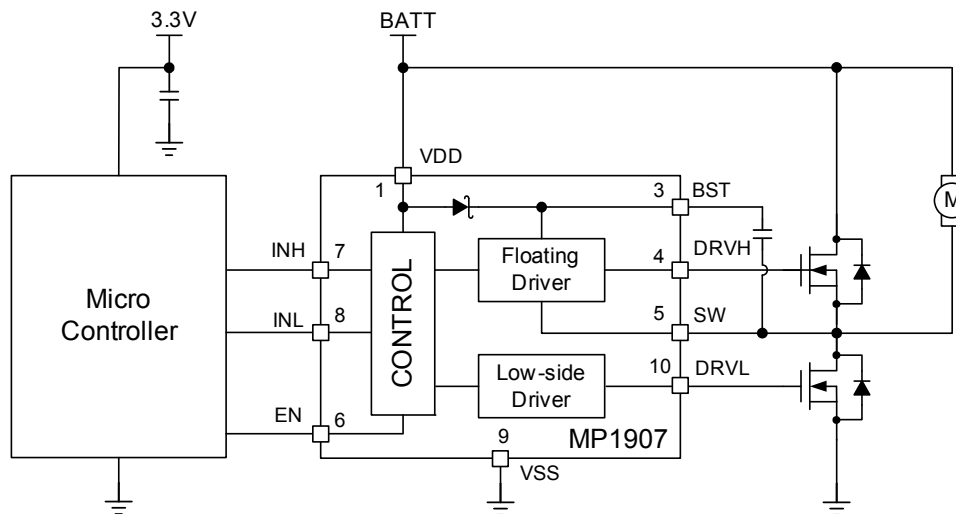 3.3V
BATT
VDD
1
3
BST
M
INH
7
Floating
Driver
4
DRVH
Micro
Controller
CONTROL
INL
8
5
SW
Low-side
Driver
10
DRVL
EN
6
9
MP1907
VSS